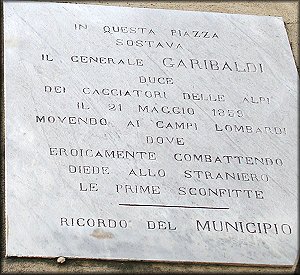 IN QUESTA PIAZZA
SOSTAVA
IL GENERALE GARIBALDI
DUCE
DEI CACCIATORI DELLE ALPI
IL 21 MAGGIO 1859
MOVENDO AI CAMPI LOMBARDI
DOVE
EROICAMENTE COMBATTENDO
DIEDE ALLO STRANIERO
LE PRIME SCONFITTE
RICORDO DEL MUNICIPIO